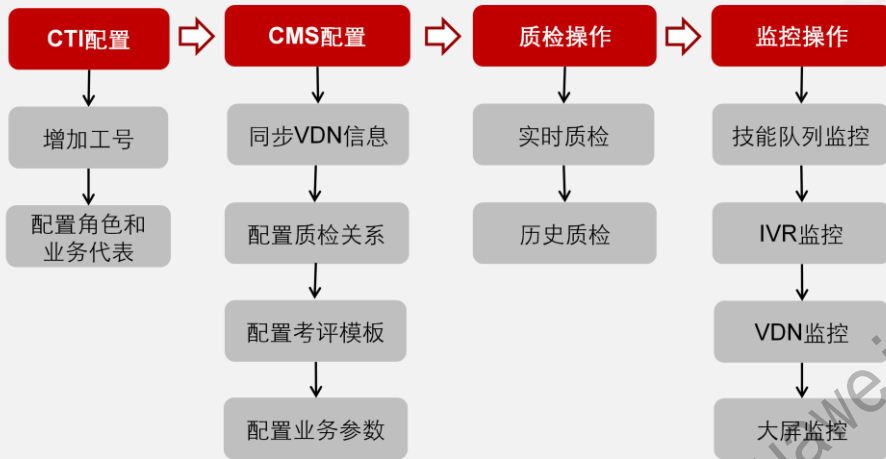 CTI配置
CMS配置
质检操作
监控操作
增加工号
同步VDN信息
实时质检
技能队列监控
配置角色和
业务代表
配置质检关系
历史质检
IVR监控
配置考评模板
VDN监控
配置业务参数
大屏监控